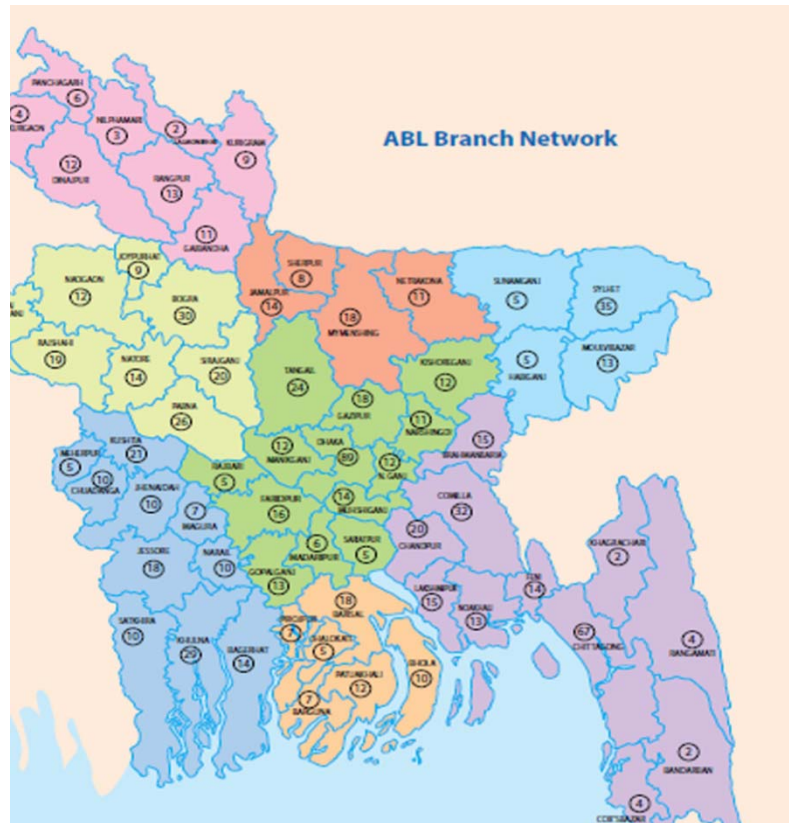 ABL Branch Network
PANCHAGARH
6
4
NILPHAMARI
3
2
KURIGRAM
9
12
DINAJPUR
RANGPUR
13
11
GAIBANDHA
JOYPURHAT
9
NAOGAON
12
BOGRA
30
RAJSHAHI
19
NATORE
14
SIRAJGANJ
20
PABNA
26
SHERPUR
8
JAMALPUR
14
18
MYMENSHING
NETRAKONA
11
SUNAMGANJ
5
SYLHET
35
5
HABIGANJ
MOULVIBAZAR
13
KISHOREGANJ
12
TANGAIL
24
18
GAZIPUR
11
NARSHINGDI
12
MANIKGANJ
DHAKA
89
12
N.GANJ
RAJBARI
5
FARIDPUR
16
14
MUNSHIGANJ
6
MADARIPUR
SARIATPUR
5
GOPALGANJ
13
15
BRAHMANBARIA
COMILLA
32
20
CHANDPUR
LAKSHMIPUR
15
NOAKHALI
13
FENI
14
KHAGRACHARI
2
67
CHITTAGONG
4
RANGAMATI
2
BANDARBAN
4
COX'S BAZAR
KUSHTIA
21
MEHERPUR
5
10
CHUADANGA
JHENAIDAH
10
7
MAGURA
JESSORE
18
NARAIL
10
SATKHIRA
10
KHULNA
29
BAGERHAT
14
18
BARISAL
PIROJPUR
7
JHALOKATI
5
PATUAKHALI
12
7
BARGUNA
BHOLA
10